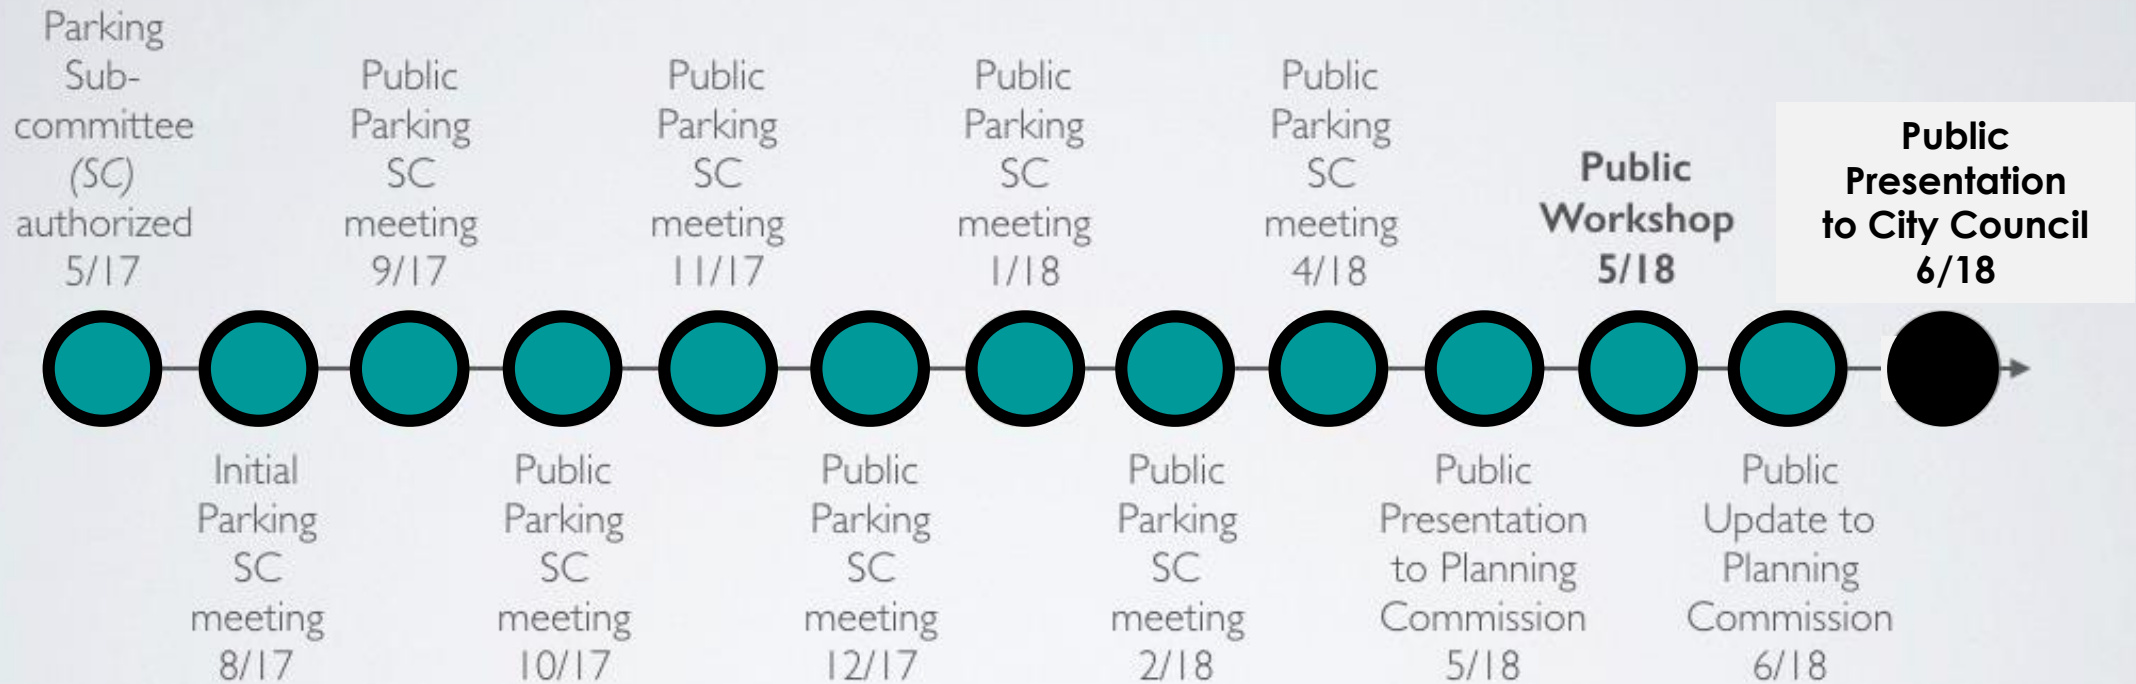 Parking
Sub-
committee
(SC)
authorized
5/17
Initial
Parking
SC
meeting
8/17
Public
Parking
SC
meeting
9/17
Public
Parking
SC
meeting
10/17
Public
Parking
SC
meeting
11/17
Public
Parking
SC
meeting
12/17
Public
Parking
SC
meeting
1/18
Public
Parking
SC
meeting
2/18
Public
Parking
SC
meeting
4/18
Public
Presentation
to Planning
Commission
5/18
Public
Workshop
5/18
Public
Update to
Planning
Commission
6/18
Public
Presentation
to City Council
6/18